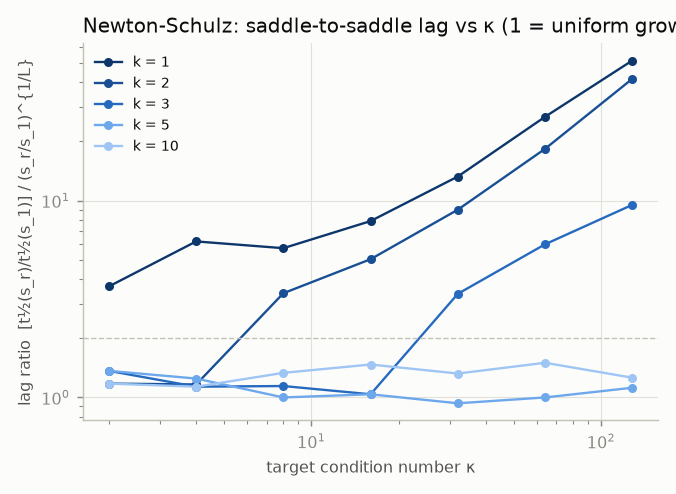 Newton-Schulz: saddle-to-saddle lag vs κ (1 = uniform grow
k = 1
k = 2
k = 3
k = 5
k = 10
lag ratio [t½(s_r)/t½(s_1)] / (s_r/s_1)^{1/L}
10¹
10⁰
10¹
10²
target condition number κ